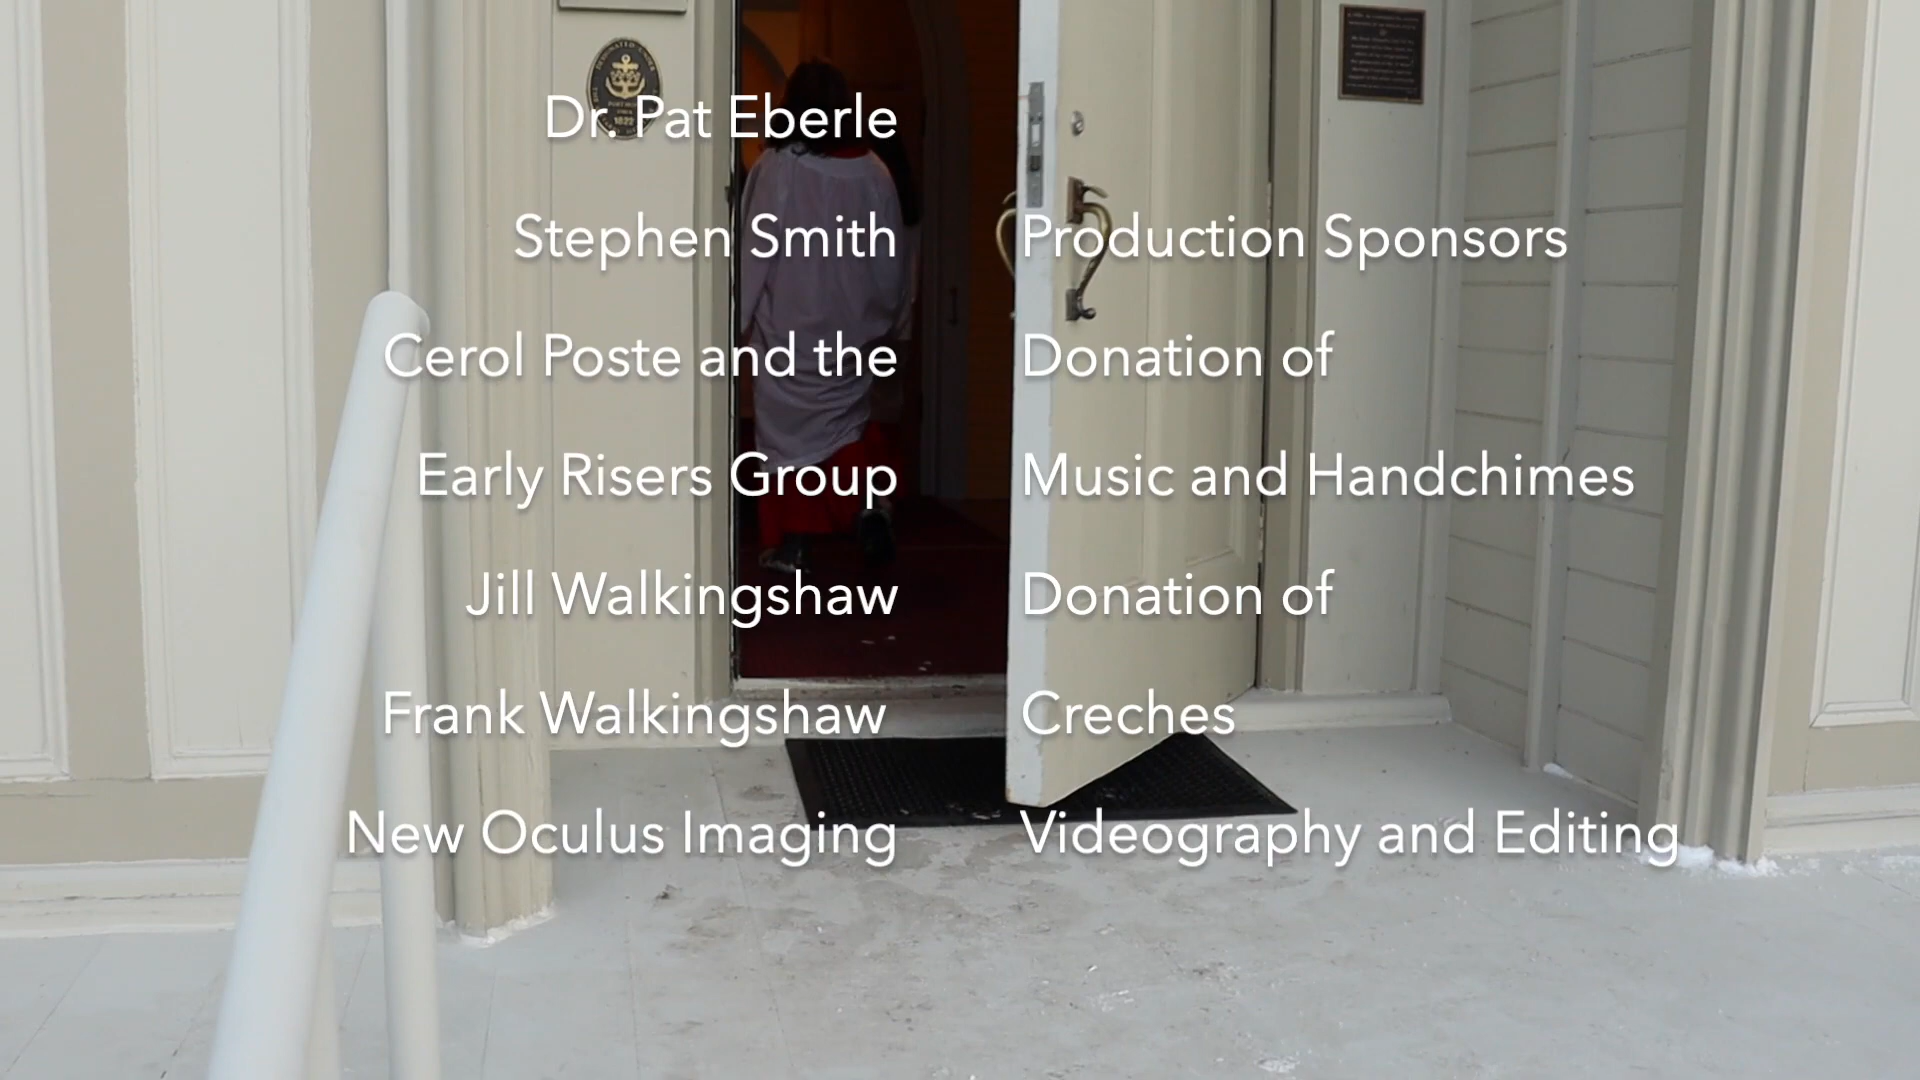 Dr. Pat Eberle
Stephen Smith Production Sponsors
Cerol Poste and the Donation of
Early Risers Group Music and Handchimes
Jill Walkingshaw Donation of
Frank Walkingshaw Creches
New Oculus Imaging Videography and Editing